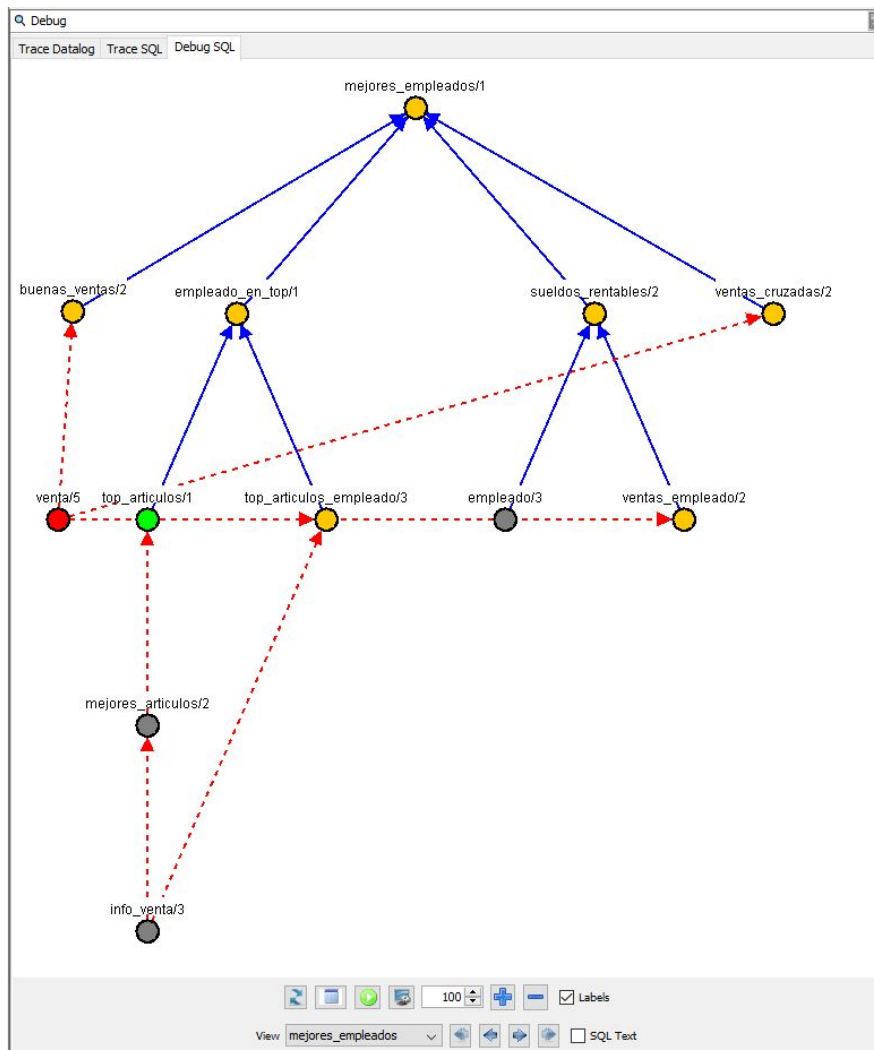 Debug
Trace Datalog Trace SQL Debug SQL
mejores_empleados/1
buenas_ventas/2 empleado_en_top/1 sueldos_rentables/2 ventas_cruzadas/2
venta/5 top_articulos/1 top_articulos_empleado/3 empleado/3 ventas_empleado/2
mejores_articulos/2
info_venta/3
100 Labels
View mejores_empleados SQL Text